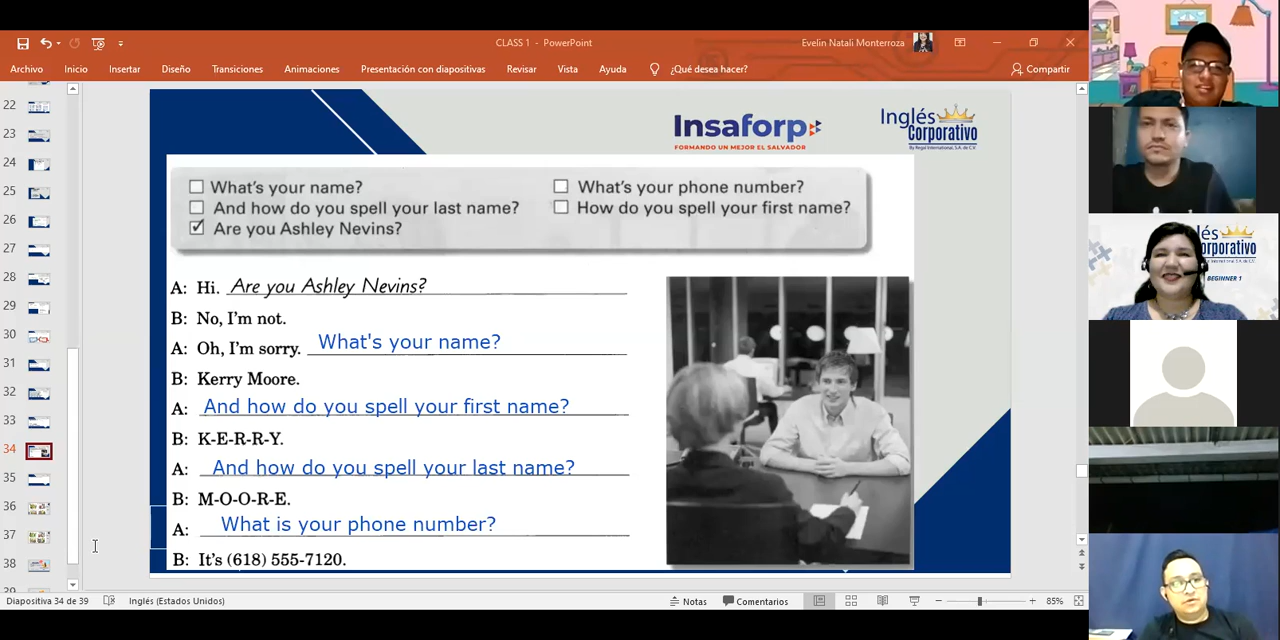 CLASS 1 - PowerPoint
Evelin Natali Monterroza
Archivo Inicio Insertar Diseño Transiciones Animaciones Presentación con diapositivas Revisar Vista Ayuda ¿Qué desea hacer? Compartir
Insaforp
FORMANDO UN MEJOR EL SALVADOR
Inglés
Corporativo
By Regal International, S.A. de C.V.
What's your name?
What's your phone number?
And how do you spell your last name?
How do you spell your first name?
Are you Ashley Nevins?
A: Hi. Are you Ashley Nevins?
B: No, I'm not.
A: Oh, I'm sorry. What's your name?
B: Kerry Moore.
A: And how do you spell your first name?
B: K-E-R-R-Y.
A: And how do you spell your last name?
B: M-O-O-R-E.
A: What is your phone number?
B: It's (618) 555-7120.
22
23
24
25
26
27
28
29
30
31
32
33
34
35
36
37
38
Diapositiva 34 de 39 Inglés (Estados Unidos) Notas Comentarios 85%
BEGINNER 1